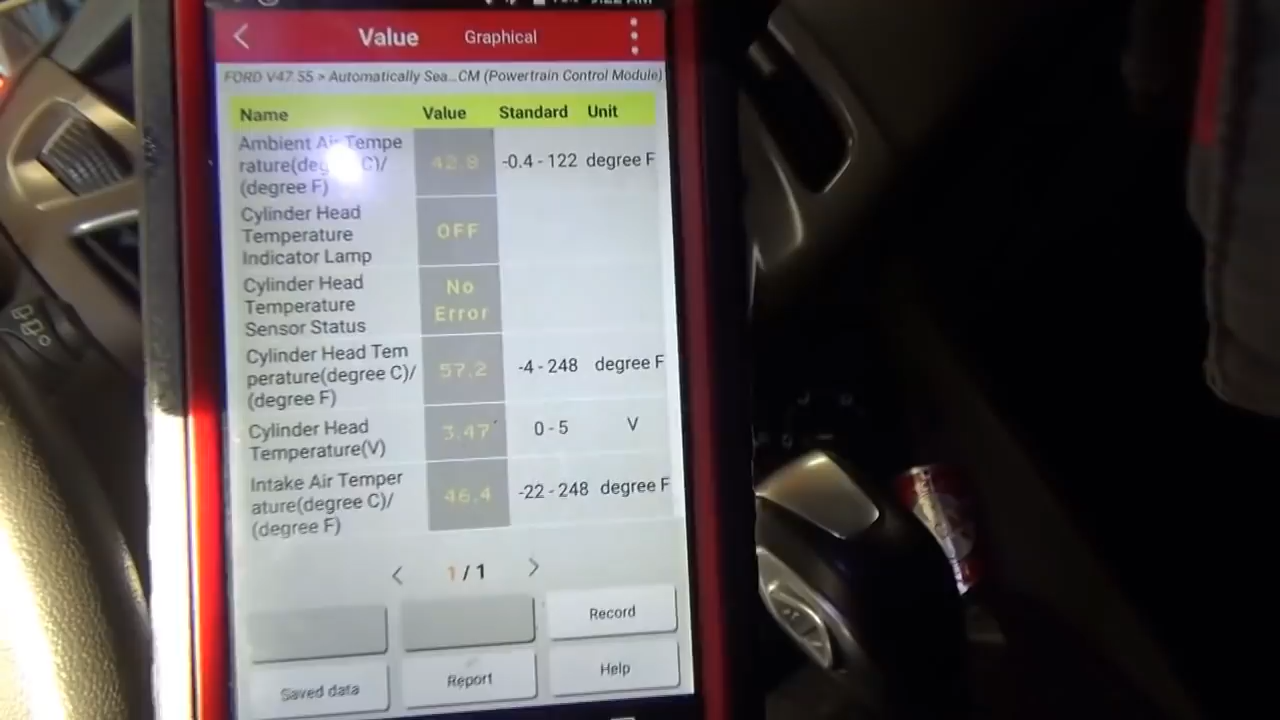 Value Graphical
FORD V47.55 > Automatically Sea...CM (Powertrain Control Module)
Name Value Standard Unit
Ambient Air Tempe
rature(deg C)/
(degree F)
42.8 -0.4 - 122 degree F
Cylinder Head
Temperature
Indicator Lamp
OFF
Cylinder Head
Temperature
Sensor Status
No
Error
Cylinder Head Tem
perature(degree C)/
(degree F)
57.2 -4 - 248 degree F
Cylinder Head
Temperature(V)
3.47 0 - 5 V
Intake Air Temper
ature(degree C)/
(degree F)
46.4 -22 - 248 degree F
1 / 1
Record
Saved data Report Help